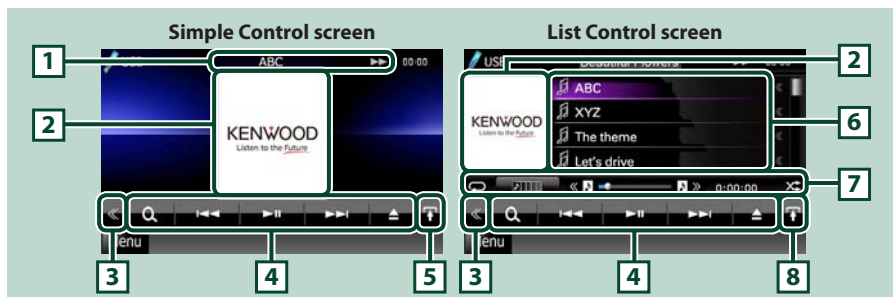 Simple Control screen
List Control screen
1
USB
ABC
▶▶
00:00
2
KENWOOD
Listen to the Future
3
4
5
Menu
USB
Beautiful Flowers
2
KENWOOD
Listen to the Future
ABC
XYZ
The theme
Let's drive
6
0:00:00
7
3
4
8
Menu